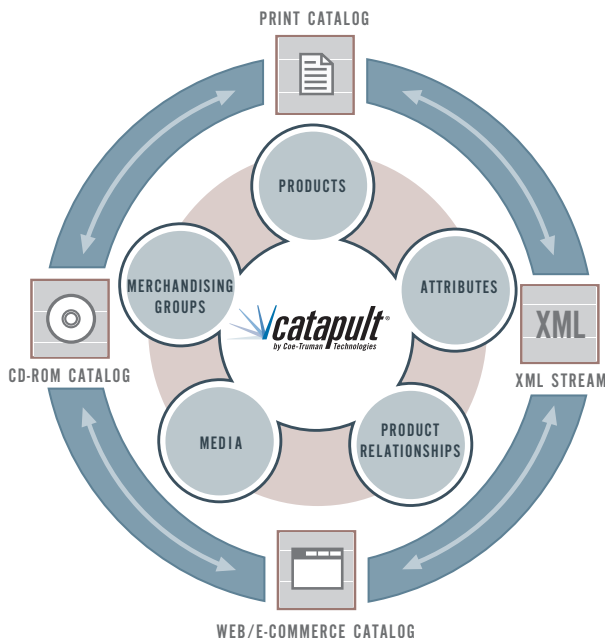 PRINT CATALOG
PRODUCTS
MERCHANDISING
GROUPS
ATTRIBUTES
catapult®
by Coe-Truman Technologies
XML
CD-ROM CATALOG
XML STREAM
MEDIA
PRODUCT
RELATIONSHIPS
WEB/E-COMMERCE CATALOG